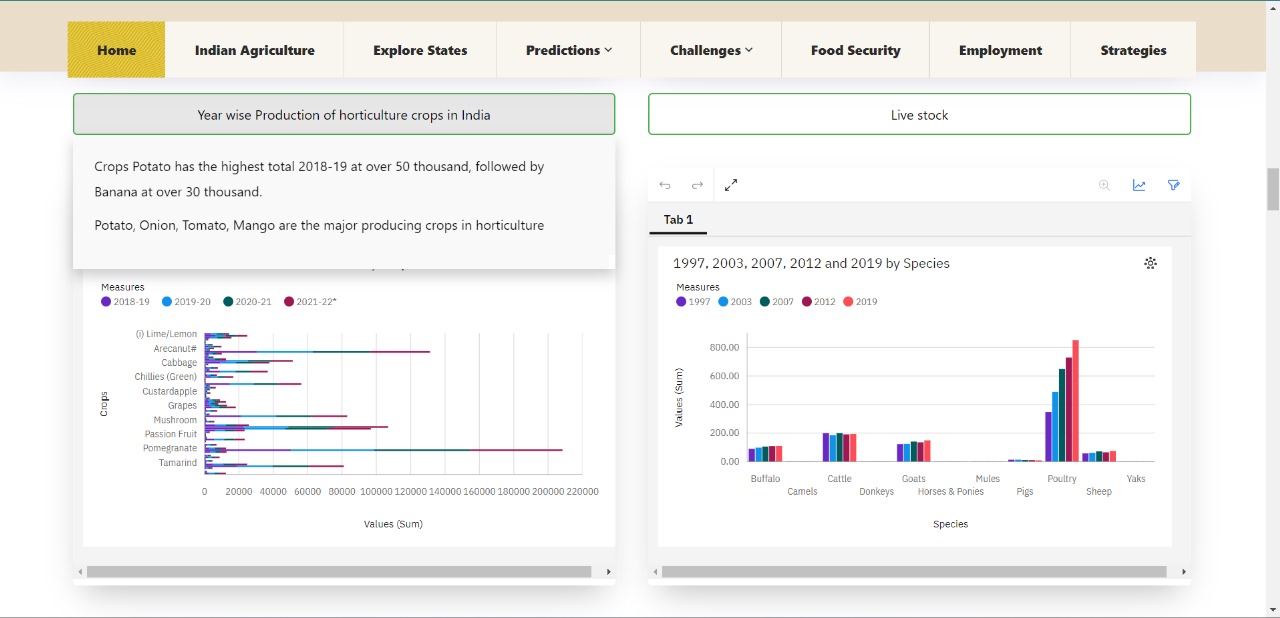 Home Indian Agriculture Explore States Predictions Challenges Food Security Employment Strategies
Year wise Production of horticulture crops in India
Crops Potato has the highest total 2018-19 at over 50 thousand, followed by
Banana at over 30 thousand.
Potato, Onion, Tomato, Mango are the major producing crops in horticulture
Measures
2018-19 2019-20 2020-21 2021-22*
(i) Lime/Lemon
Arecanut#
Cabbage
Chillies (Green)
Custardapple
Grapes
Mushroom
Passion Fruit
Pomegranate
Tamarind
Crops
0 20000 40000 60000 80000 100000 120000 140000 160000 180000 200000 220000
Values (Sum)
Live stock
Tab 1
1997, 2003, 2007, 2012 and 2019 by Species
Measures
1997 2003 2007 2012 2019
800.00
600.00
400.00
200.00
0.00
Values (Sum)
Buffalo Cattle Goats Mules Poultry Yaks
Camels Donkeys Horses & Ponies Pigs Sheep
Species